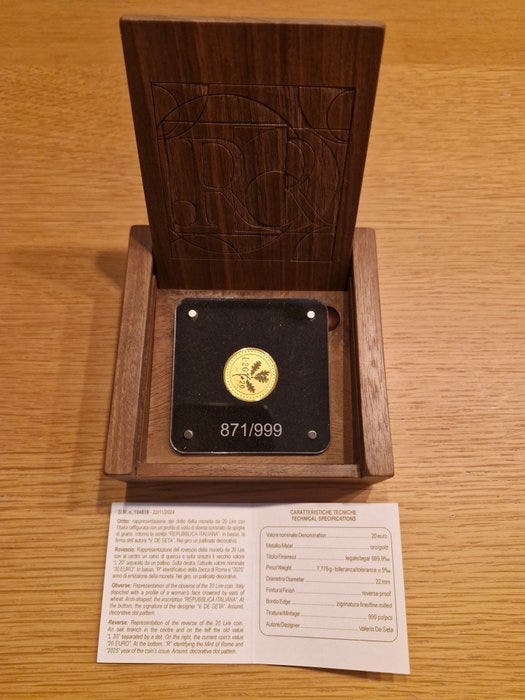 R
871/999
D.M. n. 164618 - 22/11/2024
Dritto: rappresentazione del dritto della moneta da 20 Lire con
l'Italia raffigurata con un profilo di volto di donna coronato da spighe
di grano. Intorno la scritta "REPUBBLICA ITALIANA". In basso, la
firma dell'autore "V. DE SETA". Nel giro, un palloato decorativo.
Rovescio: Rappresentazione del rovescio della moneta da 20 Lire
con al centro un ramo di quercia e sulla sinistra il vecchio valore
"L 20" separato da un pallino. Sulla destra, l'attuale valore nominale
"20 EURO". In basso, "R" identificativo della Zecca di Roma e "2025"
anno di emissione della moneta. Nel giro, un palloato decorativo.
Obverse: Representation of the obverse of the 20 Lire coin. Italy
depicted with a profile of a woman's face crowned by ears of
wheat. Arch-staped, the inscription "REPUBBLICA ITALIANA". At
the bottom, the signature of the designer "V. DE SETA". Around,
decorative dot pattern.
Reverse: Representation of the reverse of the 20 Lire coin.
An oak branch in the centre and on the left the old value
"L 20" separated by a dot. On the right, the current coin's value
"20 EURO". At the bottom: "R" identifying the Mint of Rome and
"2025" year of the coin's issue. Around, decorative dot pattern.
CARATTERISTICHE TECNICHE
TECHNICAL SPECIFICATIONS
Valore nominale/Denomination 20 euro
Metallo/Metal oro/gold
Titolo/Fineness legale/legal 999,9‰
Peso/Weight 7,776 g - tolleranza/tolerance ± 5‰
Diametro/Diameter 22 mm
Finitura/Finish reverse proof
Bordo/Edge zigrinatura fine/fine milled
Tiratura/Mintage 999 pz/pcs
Autore/Designer Valerio De Seta